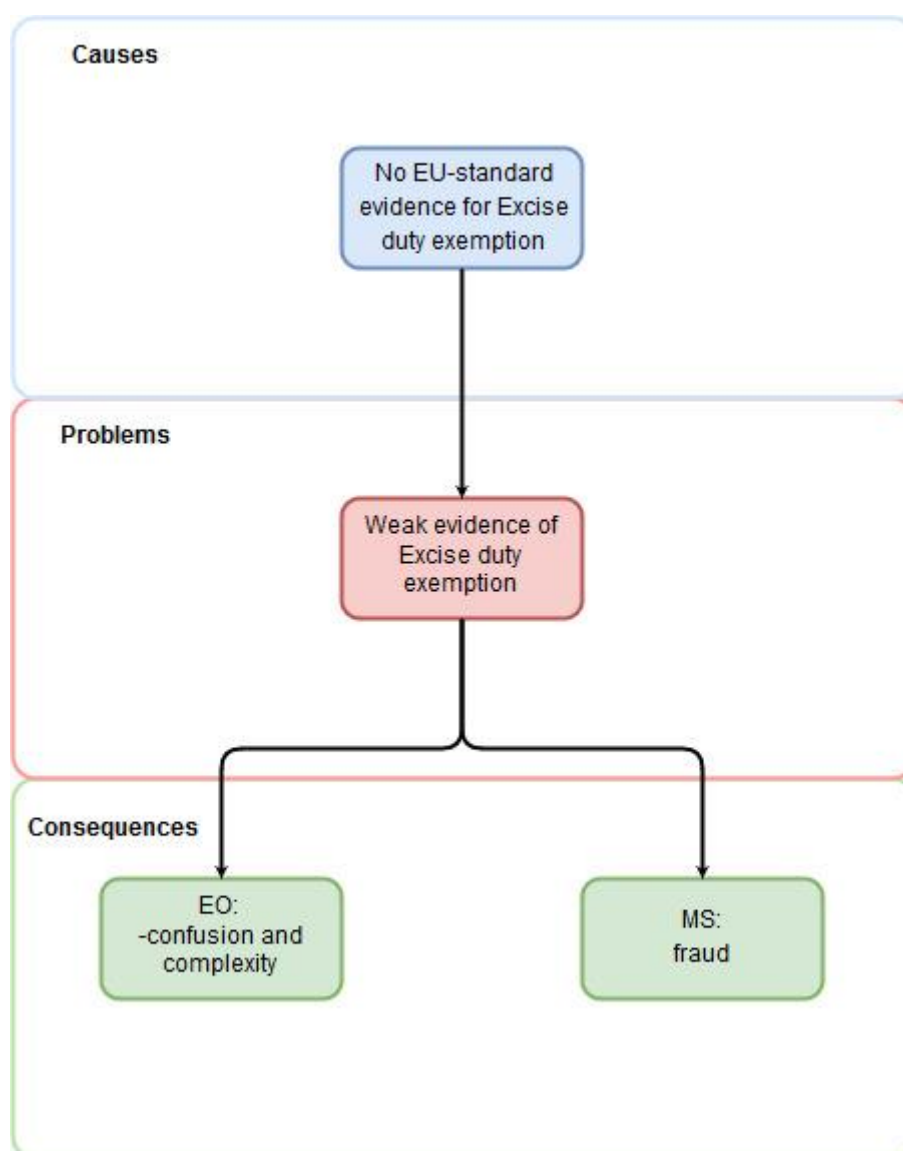 Causes
No EU-standard
evidence for Excise
duty exemption
Problems
Weak evidence of
Excise duty
exemption
Consequences
EO:
-confusion and
complexity
MS:
fraud